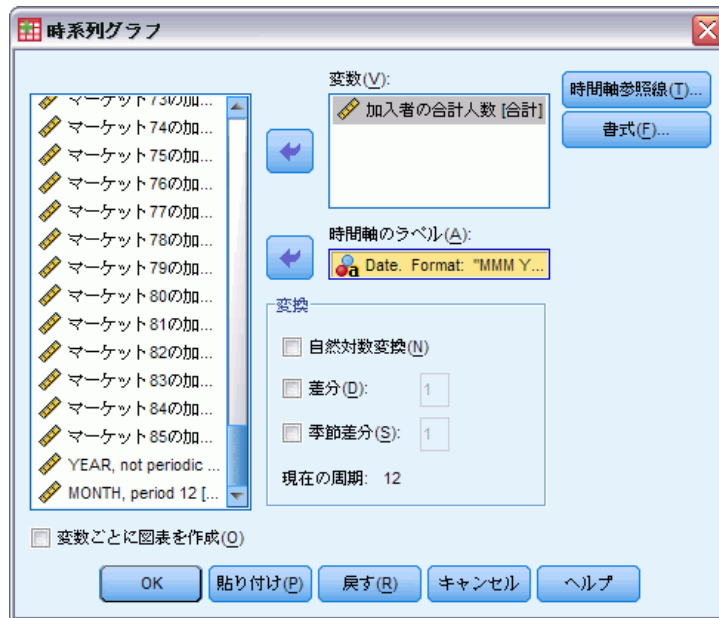 時系列グラフ
マーケット73の加...
マーケット74の加...
マーケット75の加...
マーケット76の加...
マーケット77の加...
マーケット78の加...
マーケット79の加...
マーケット80の加...
マーケット81の加...
マーケット82の加...
マーケット83の加...
マーケット84の加...
マーケット85の加...
YEAR, not periodic ...
MONTH, period 12 [...
変数(V):
加入者の合計人数 [合計]
時間軸のラベル(A):
Date. Format: "MMM Y...
変換
自然対数変換(N)
差分(D): 1
季節差分(S): 1
現在の周期: 12
時間軸参照線(T)...
書式(F)...
変数ごとに図表を作成(O)
OK 貼り付け(P) 戻す(R) キャンセル ヘルプ